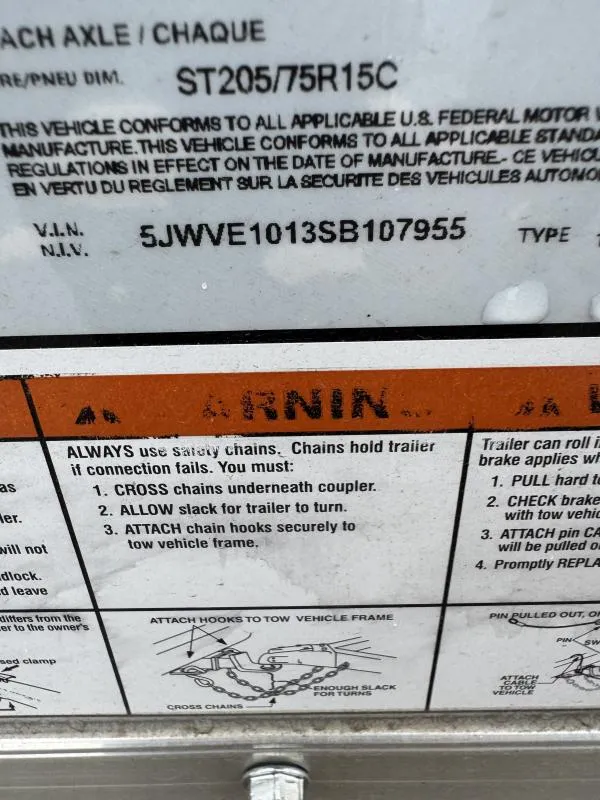 ACH AXLE / CHAQUE
RE/PNEU DIM. ST205/75R15C
THIS VEHICLE CONFORMS TO ALL APPLICABLE U.S. FEDERAL MOTOR
MANUFACTURE.THIS VEHICLE CONFORMS TO ALL APPLICABLE STANDA
REGULATIONS IN EFFECT ON THE DATE OF MANUFACTURE.- CE VEHICU
EN VERTU DU REGLEMENT SUR LA SECURITE DES VEHICULES AUTOMO
V.I.N. 5JWVE1013SB107955 TYPE
N.I.V.
ARNIN
ALWAYS use safety chains. Chains hold trailer
if connection fails. You must:
1. CROSS chains underneath coupler.
2. ALLOW slack for trailer to turn.
3. ATTACH chain hooks securely to
tow vehicle frame.
Trailer can roll i
brake applies wh
1. PULL hard to
2. CHECK brake
with tow vehic
3. ATTACH pin CA
will be pulled o
4. Promptly REPLA
as
ler.
will not
dlock.
d leave
differs from the
er to the owner's
sed clamp
ATTACH HOOKS TO TOW VEHICLE FRAME
ENOUGH SLACK
FOR TURNS
CROSS CHAINS
PIN PULLED OUT, O
PIN SW
ATTACH
CABLE
TO TOW
VEHICLE